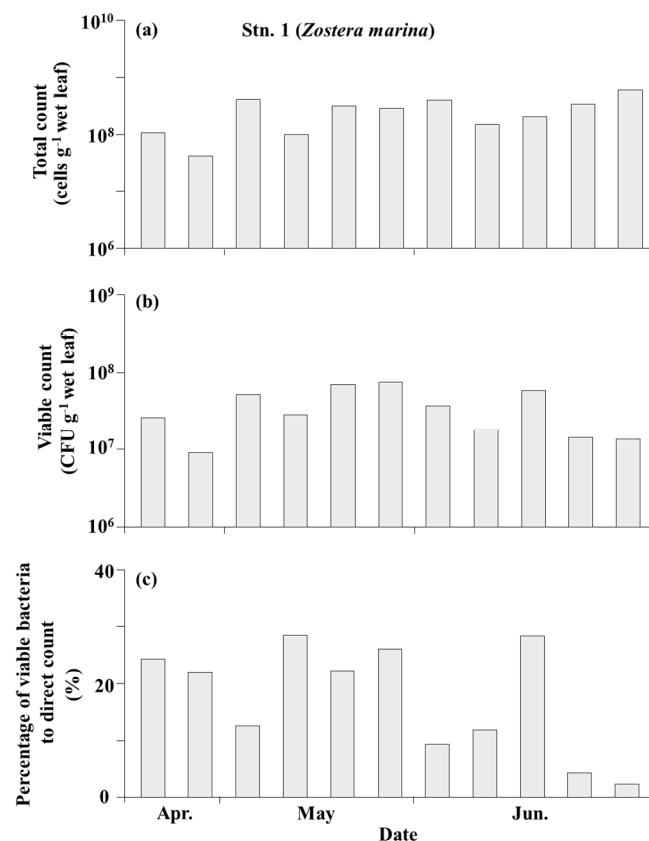 (a)
Stn. 1 (Zostera marina)
Total count
(cells g⁻¹ wet leaf)
10¹⁰
10⁸
10⁶
(b)
Viable count
(CFU g⁻¹ wet leaf)
10⁹
10⁸
10⁷
10⁶
(c)
Percentage of viable bacteria
to direct count
(%)
40
20
0
Apr. May Jun.
Date